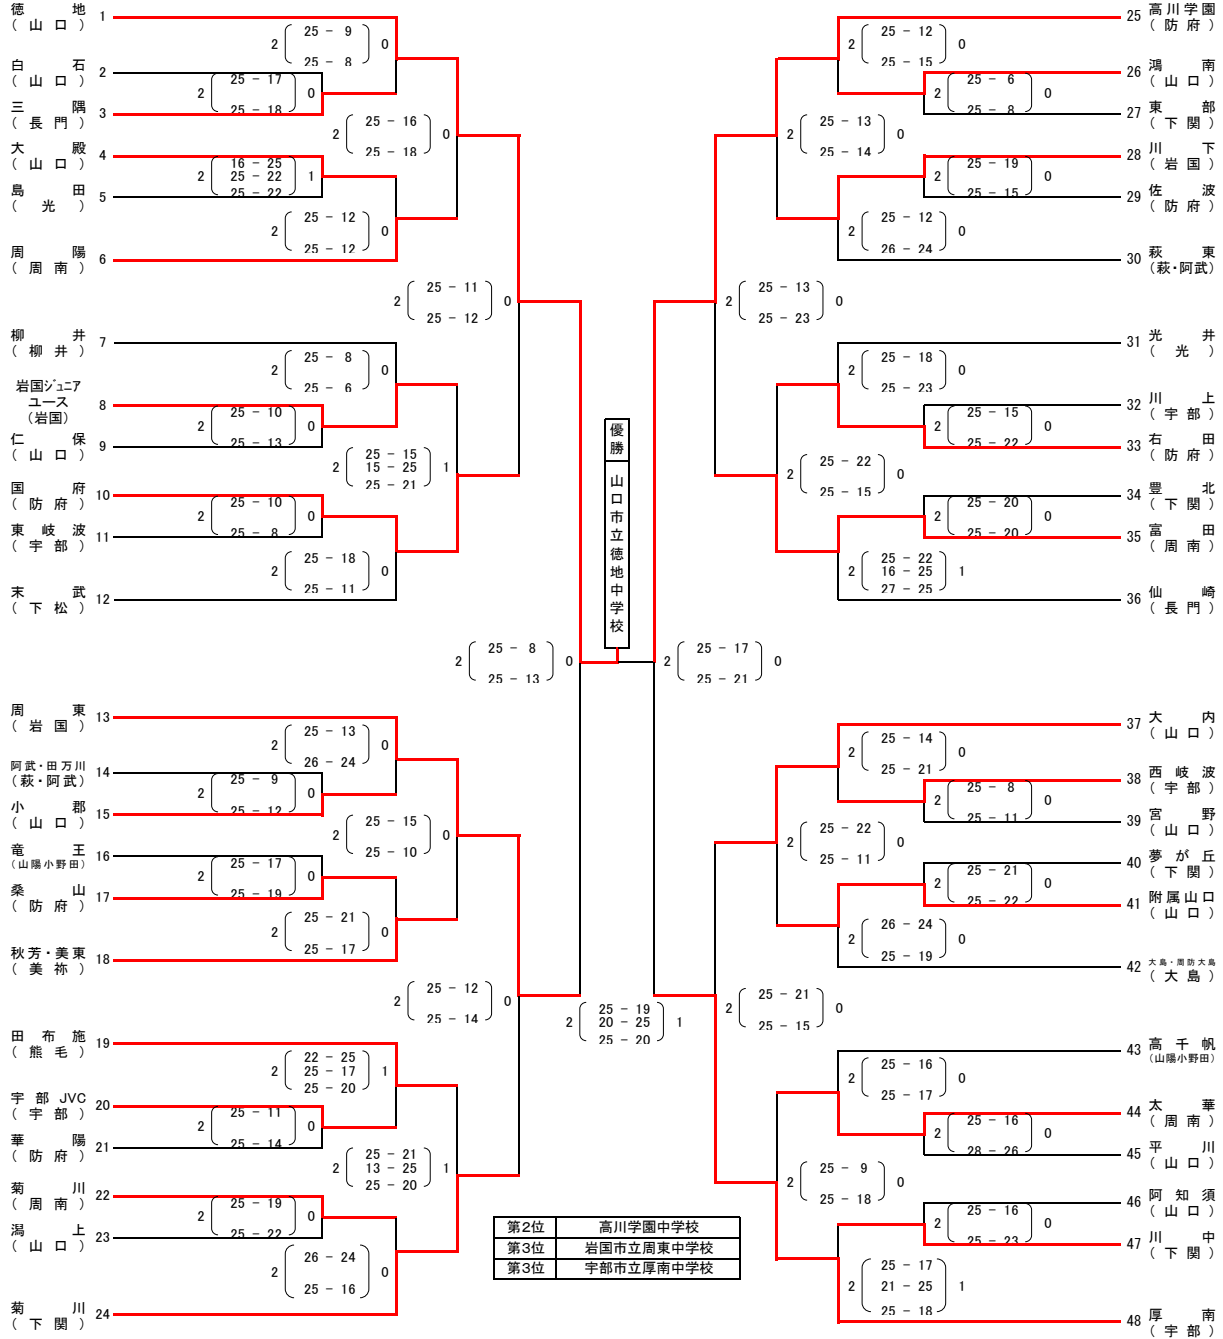 徳地
(山口)
1
白石
(山口)
2
三隅
(長門)
3
大殿
(山口)
4
島田
(光)
5
周陽
(周南)
6
柳井
(柳井)
7
岩国ジュニア
ユース
(岩国)
8
仁保
(山口)
9
国府
(防府)
10
東岐波
(宇部)
11
末武
(下松)
12
周東
(岩国)
13
阿武・田万川
(萩・阿武)
14
小郡
(山口)
15
竜王
(山陽小野田)
16
桑山
(防府)
17
秋芳・美東
(美祢)
18
田布施
(熊毛)
19
宇部JVC
(宇部)
20
華陽
(防府)
21
菊川
(周南)
22
潟上
(山口)
23
菊川
(下関)
24
2 25 - 9 0
25 - 8
2 25 - 17 0
25 - 18
2 25 - 16 0
25 - 18
2 16 - 25 1
25 - 22
25 - 22
2 25 - 12 0
25 - 12
2 25 - 11 0
25 - 12
2 25 - 8 0
25 - 6
2 25 - 10 0
25 - 13
2 25 - 15 1
15 - 25
25 - 21
2 25 - 10 0
25 - 8
2 25 - 18 0
25 - 11
2 25 - 8 0
25 - 13
2 25 - 13 0
26 - 24
2 25 - 9 0
25 - 12
2 25 - 15 0
25 - 10
2 25 - 17 0
25 - 19
2 25 - 21 0
25 - 17
2 25 - 12 0
25 - 14
2 22 - 25 1
25 - 17
25 - 20
2 25 - 11 0
25 - 14
2 25 - 21 1
13 - 25
25 - 20
2 25 - 19 0
25 - 22
2 26 - 24 0
25 - 16
優勝
山口市立徳地中学校
2 25 - 19 1
20 - 25
25 - 20
第2位 高川学園中学校
第3位 岩国市立周東中学校
第3位 宇部市立厚南中学校
2 25 - 12 0
25 - 15
2 25 - 6 0
25 - 8
2 25 - 13 0
25 - 14
2 25 - 19 0
25 - 15
2 25 - 12 0
26 - 24
2 25 - 13 0
25 - 23
2 25 - 18 0
25 - 23
2 25 - 15 0
25 - 22
2 25 - 22 0
25 - 15
2 25 - 20 0
25 - 20
2 25 - 22 1
16 - 25
27 - 25
2 25 - 17 0
25 - 21
2 25 - 14 0
25 - 21
2 25 - 8 0
25 - 11
2 25 - 22 0
25 - 11
2 25 - 21 0
25 - 22
2 26 - 24 0
25 - 19
2 25 - 21 0
25 - 15
2 25 - 16 0
25 - 17
2 25 - 16 0
28 - 26
2 25 - 9 0
25 - 18
2 25 - 16 0
25 - 23
2 25 - 17 1
21 - 25
25 - 18
25
高川学園
(防府)
26
鴻南
(山口)
27
東部
(下関)
28
川下
(岩国)
29
佐波
(防府)
30
萩東
(萩・阿武)
31
光井
(光)
32
川上
(宇部)
33
右田
(防府)
34
豊北
(下関)
35
富田
(周南)
36
仙崎
(長門)
37
大内
(山口)
38
西岐波
(宇部)
39
宮野
(山口)
40
夢が丘
(下関)
41
附属山口
(山口)
42
大島・周防大島
(大島)
43
高千帆
(山陽小野田)
44
太華
(周南)
45
平川
(山口)
46
阿知須
(山口)
47
川中
(下関)
48
厚南
(宇部)